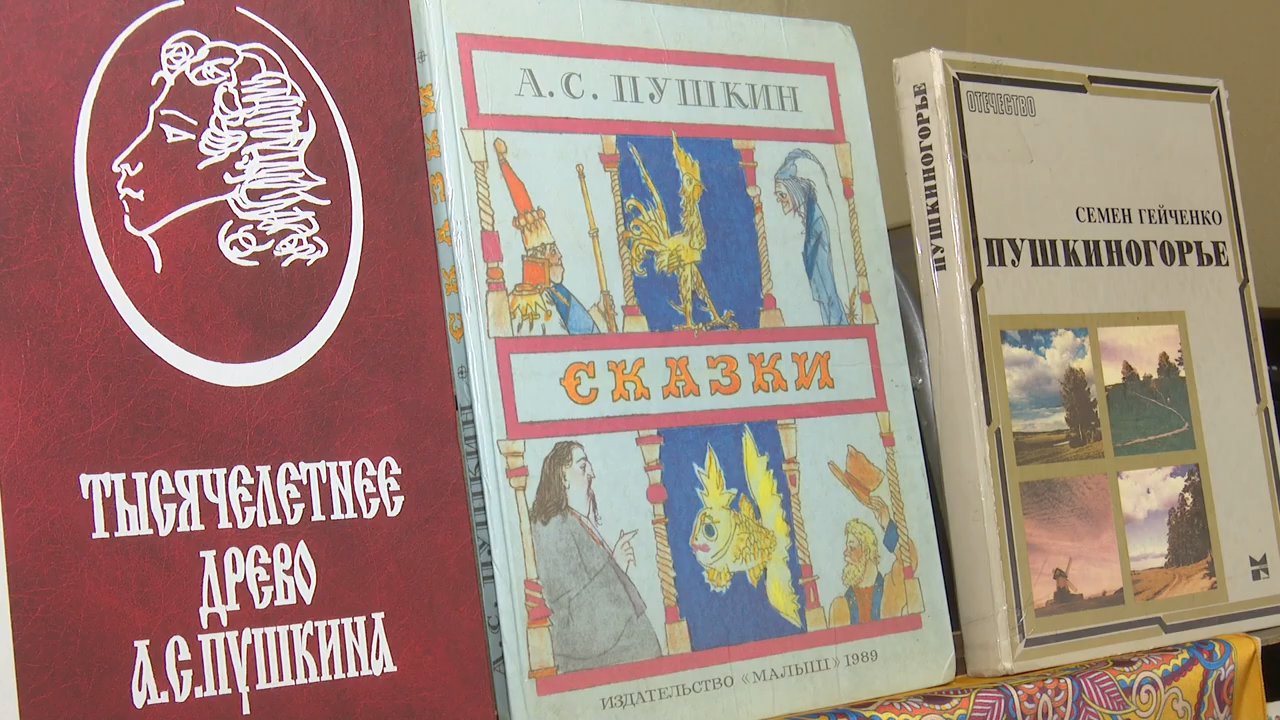 ТЫСЯЧЕЛЕТНЕЕ
ДРЕВО
А.С.ПУШКИНА
А.С. ПУШКИН
СКАЗКИ
ИЗДАТЕЛЬСТВО «МАЛЫШ» 1989
СКАЗКИ
А.С. ПУШКИН
ПУШКИНОГОРЬЕ
ОТЕЧЕСТВО
СЕМЕН ГЕЙЧЕНКО
ПУШКИНОГОРЬЕ